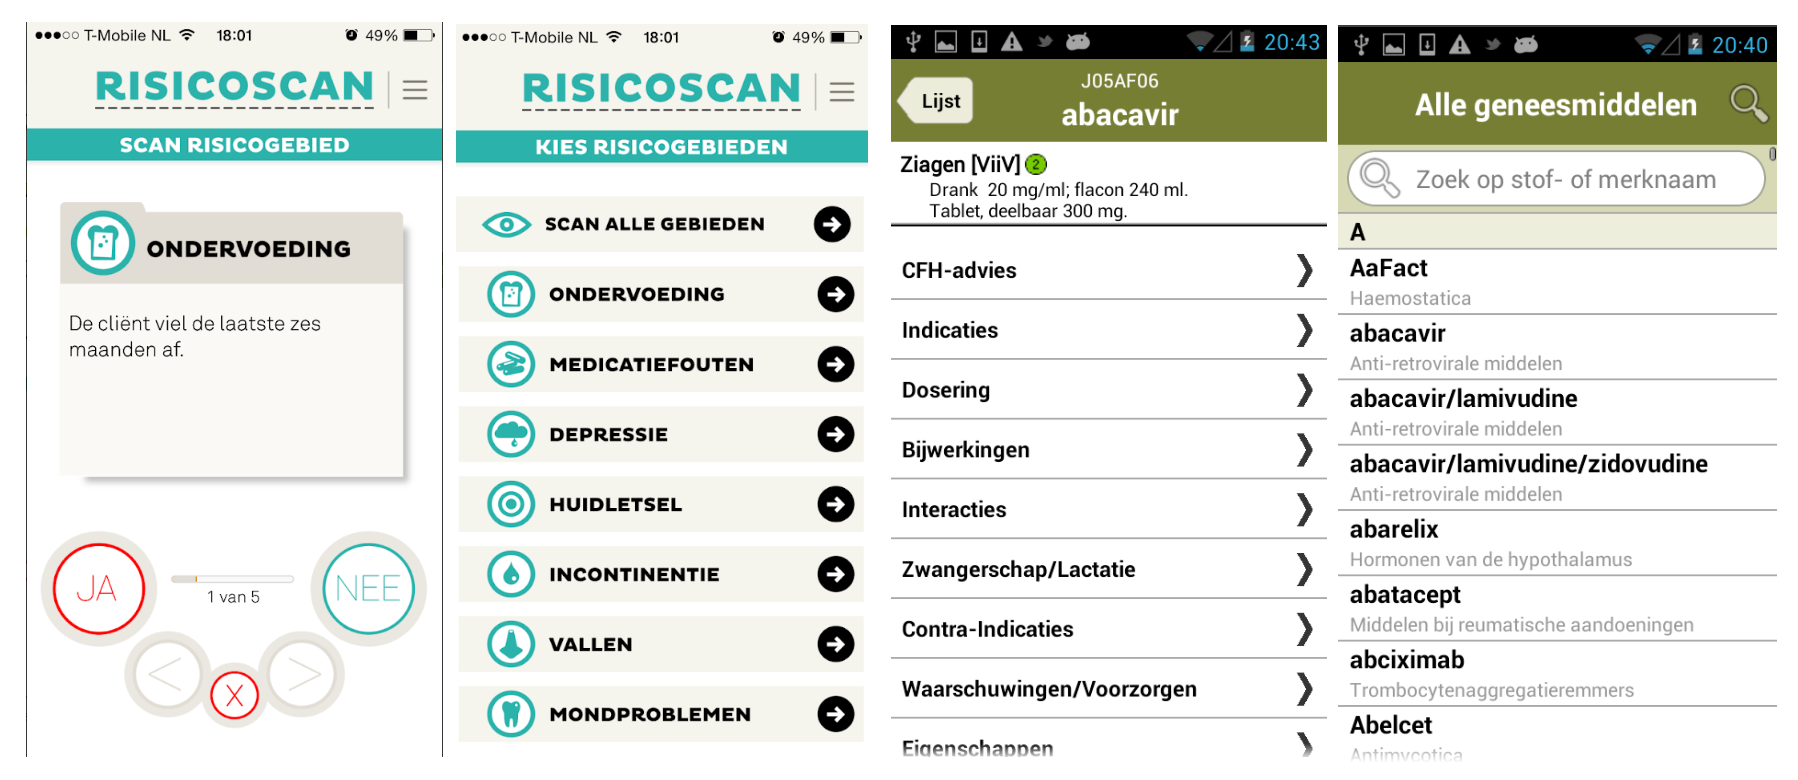 T-Mobile NL 18:01 49%
RISICOSCAN
SCAN RISICOGEBIED
ONDERVOEDING
De cliënt viel de laatste zes
maanden af.
JA
1 van 5
NEE
<
X
>
T-Mobile NL 18:01 49%
RISICOSCAN
KIES RISICOGEBIEDEN
SCAN ALLE GEBIEDEN
ONDERVOEDING
MEDICATIEFOUTEN
DEPRESSIE
HUIDLETSEL
INCONTINENTIE
VALLEN
MONDPROBLEMEN
20:43
Lijst
J05AF06
abacavir
Ziagen [ViiV] 2
Drank 20 mg/ml; flacon 240 ml.
Tablet, deelbaar 300 mg.
CFH-advies
Indicaties
Dosering
Bijwerkingen
Interacties
Zwangerschap/Lactatie
Contra-Indicaties
Waarschuwingen/Voorzorgen
Eigenschappen
20:40
Alle geneesmiddelen
Zoek op stof- of merknaam
A
AaFact
Haemostatica
abacavir
Anti-retrovirale middelen
abacavir/lamivudine
Anti-retrovirale middelen
abacavir/lamivudine/zidovudine
Anti-retrovirale middelen
abarelix
Hormonen van de hypothalamus
abatacept
Middelen bij reumatische aandoeningen
abciximab
Trombocytenaggregatieremmers
Abelcet
Antimycotica